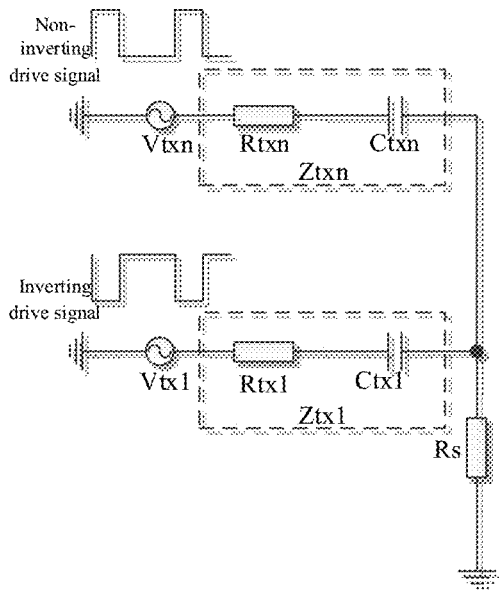 Non-
inverting
drive signal
Vtxn
Rtxn
Ctxn
Ztxn
Inverting
drive signal
Vtx1
Rtx1
Ctx1
Ztx1
Rs